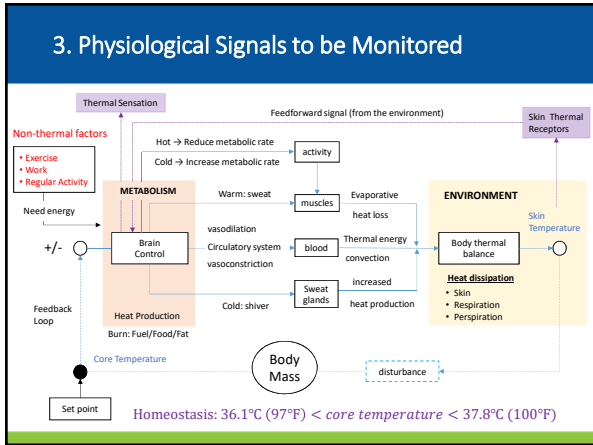 3. Physiological Signals to be Monitored
Thermal Sensation
Feedforward signal (from the environment)
Skin Thermal
Receptors
Non-thermal factors
• Exercise
• Work
• Regular Activity
Hot → Reduce metabolic rate
Cold → Increase metabolic rate
activity
METABOLISM
Warm: sweat
muscles
Evaporative
heat loss
ENVIRONMENT
Need energy
Skin
Temperature
+/-
Brain
Control
vasodilation
Circulatory system
vasoconstriction
blood
Thermal energy
convection
Body thermal
balance
Heat dissipation
• Skin
• Respiration
• Perspiration
Cold: shiver
Sweat
glands
increased
heat production
Feedback
Loop
Heat Production
Burn: Fuel/Food/Fat
Core Temperature
Body
Mass
disturbance
Set point
Homeostasis: 36.1°C (97°F) < core temperature < 37.8°C (100°F)